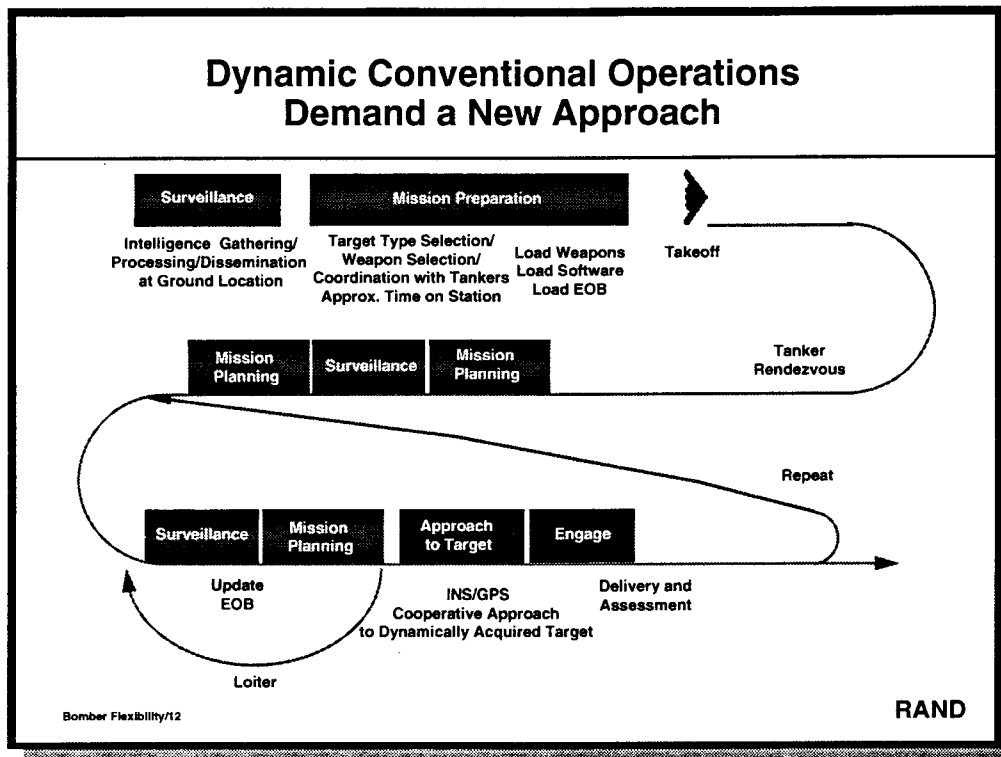 Dynamic Conventional Operations
Demand a New Approach
Surveillance
Mission Preparation
Intelligence Gathering/
Processing/Dissemination
at Ground Location
Target Type Selection/
Weapon Selection/
Coordination with Tankers
Approx. Time on Station
Load Weapons
Load Software
Load EOB
Takeoff
Mission
Planning
Surveillance
Mission
Planning
Tanker
Rendezvous
Repeat
Surveillance
Mission
Planning
Approach
to Target
Engage
Update
EOB
INS/GPS
Cooperative Approach
to Dynamically Acquired Target
Delivery and
Assessment
Loiter
Bomber Flexibility/12
RAND